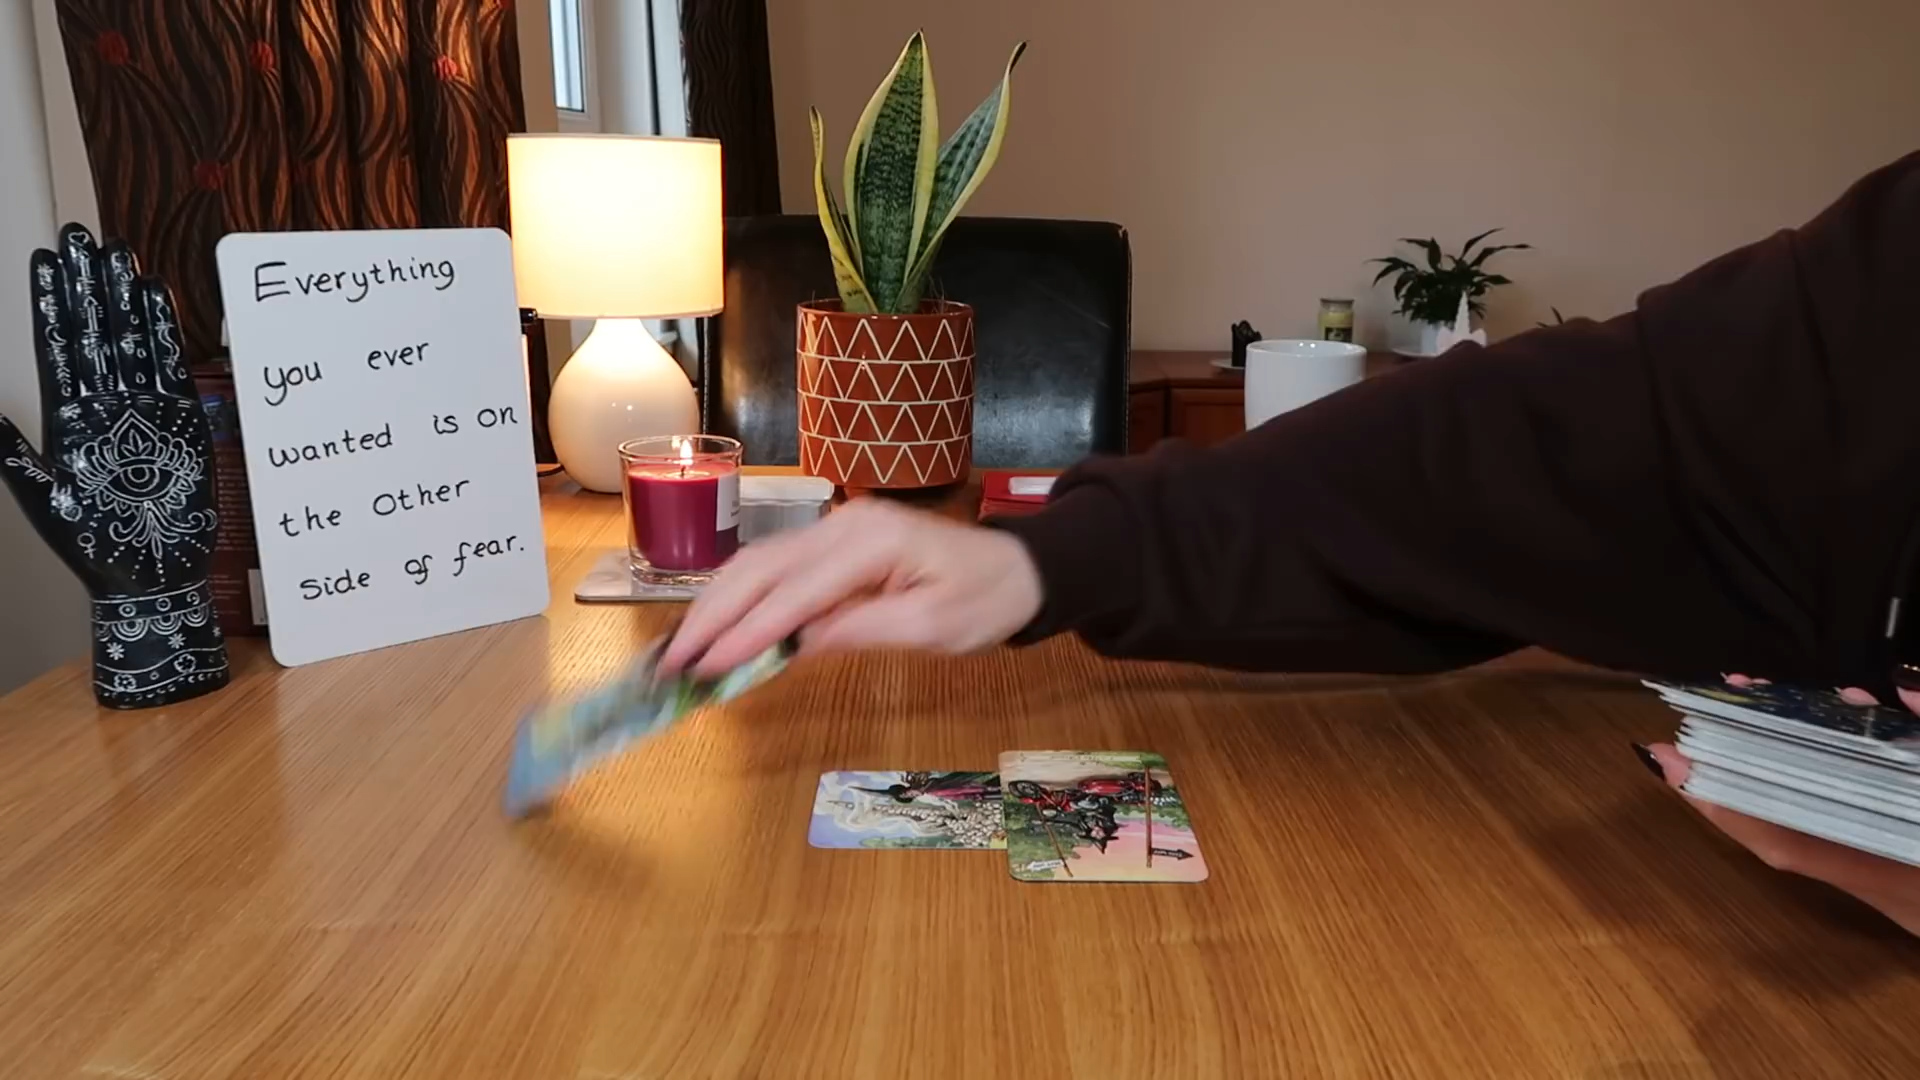 Everything
you ever
wanted is on
the Other
Side of fear.